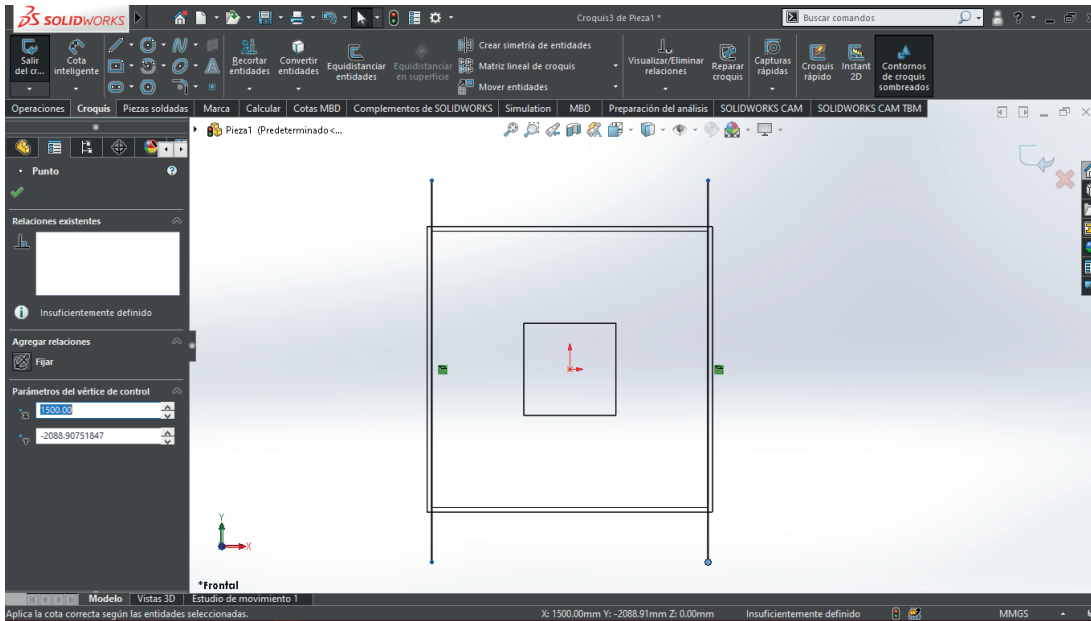 SOLIDWORKS
Croquis3 de Pieza1 *
Buscar comandos
Salir del cr...
Cota inteligente
Recortar entidades
Convertir entidades
Equidistanciar entidades
Equidistanciar en superficie
Crear simetría de entidades
Matriz lineal de croquis
Mover entidades
Visualizar/Eliminar relaciones
Reparar croquis
Capturas rápidas
Croquis rápido
Instant 2D
Contornos de croquis sombreados
Operaciones Croquis Piezas soldadas Marca Calcular Cotas MBD Complementos de SOLIDWORKS Simulation MBD Preparación del análisis SOLIDWORKS CAM SOLIDWORKS CAM TBM
Pieza1 (Predeterminado<...
Punto
Relaciones existentes
Insuficientemente definido
Agregar relaciones
Fijar
Parámetros del vértice de control
X 1500.00
Y -2088.90751847
Y
X
*Frontal
Modelo Vistas 3D Estudio de movimiento 1
Aplica la cota correcta según las entidades seleccionadas. X: 1500.00mm Y: -2088.91mm Z: 0.00mm Insuficientemente definido MMGS